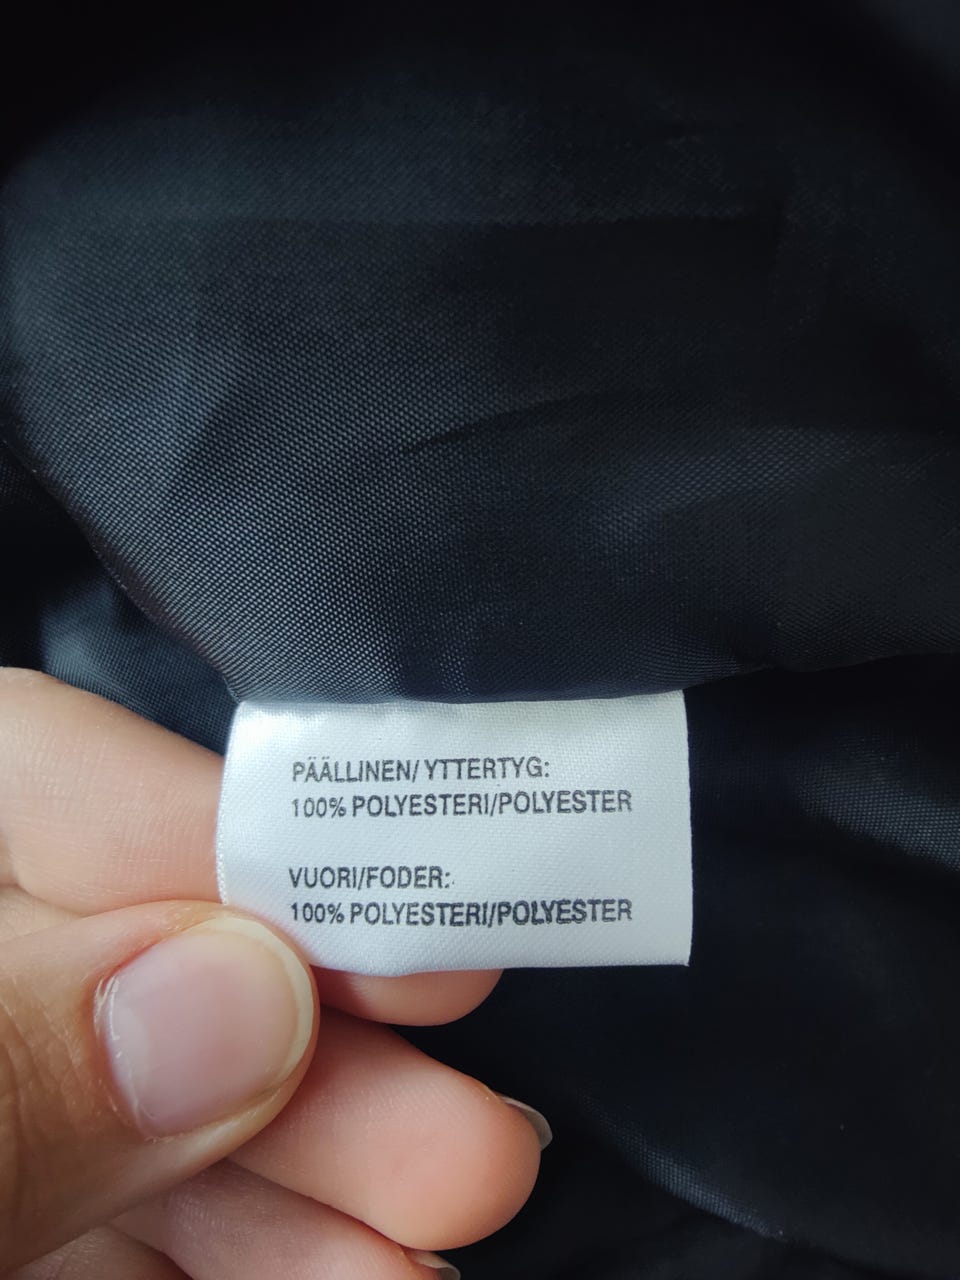 PÄÄLLINEN/YTTERTYG:
100% POLYESTERI/POLYESTER
VUORI/FODER:
100% POLYESTERI/POLYESTER